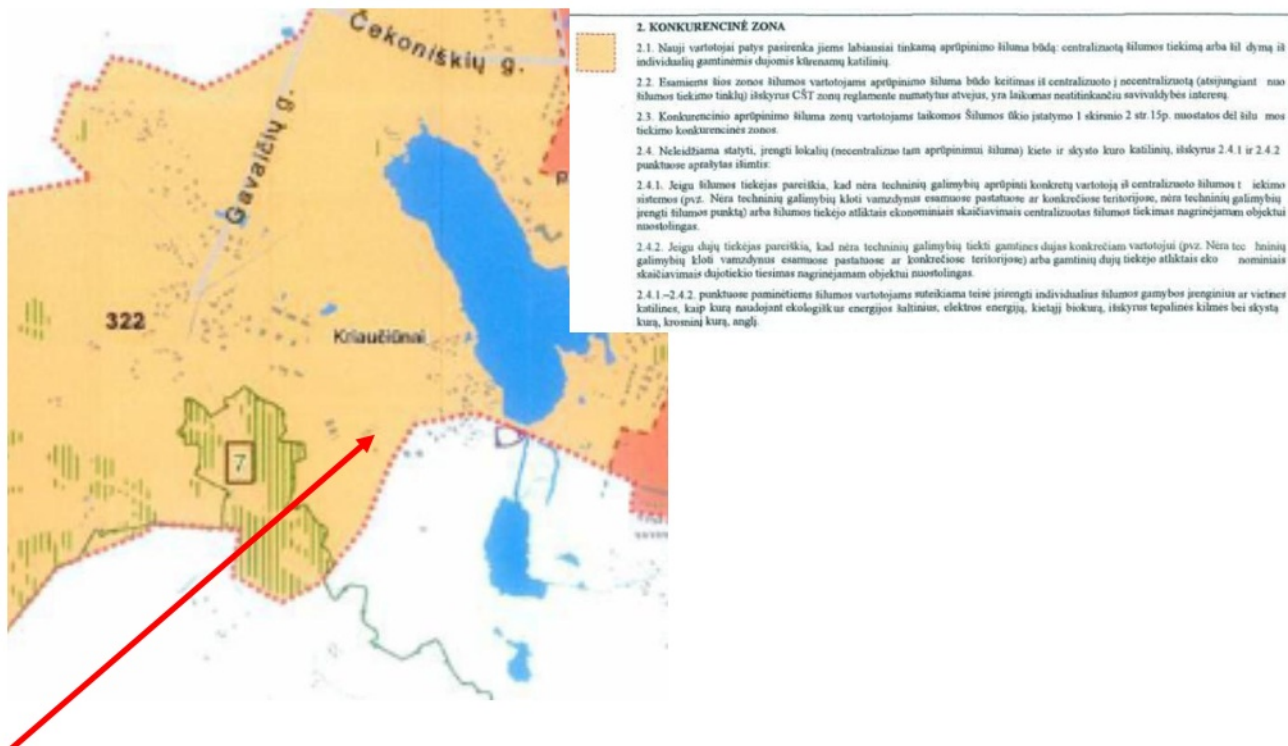 Čekoniškių g.
Gavaičių g.
322
Kriaučiūnai
7
2. KONKURENCINĖ ZONA
2.1. Nauji vartotojai patys pasirenka jiems labiausiai tinkamą aprūpinimo šiluma būdą: centralizuotą šilumos tiekimą arba šil dymą iš
individualių gamtinėmis dujomis kūrenamų katilinių.
2.2. Esamiems šios zonos šilumos vartotojams aprūpinimo šiluma būdo keitimas iš centralizuoto į necentralizuotą (atsijungiant nuo
šilumos tiekimo tinklų) išskyrus CŠT zonų reglamente numatytus atvejus, yra laikomas neatitinkančiu savivaldybės interesų.
2.3. Konkurencinio aprūpinimo šiluma zonų vartotojams taikomos Šilumos ūkio įstatymo 1 skirsnio 2 str.15p. nuostatos dėl šilu mos
tiekimo konkurencinės zonos.
2.4. Neleidžiama statyti, įrengti lokalių (necentralizuo tam aprūpinimui šiluma) kieto ir skysto kuro katilinių, išskyrus 2.4.1 ir 2.4.2
punktuose aprašytas išimtis:
2.4.1. Jeigu šilumos tiekėjas pareiškia, kad nėra techninių galimybių aprūpinti konkretų vartotoją iš centralizuoto šilumos t iekimo
sistemos (pvz. Nėra techninių galimybių kloti vamzdynus esamuose pastatuose ar konkrečiose teritorijose, nėra techninių galimybių
įrengti šilumos punktą) arba šilumos tiekėjo atliktais ekonominiais skaičiavimais centralizuotas šilumos tiekimas nagrinėjamam objektui
nuostolingas.
2.4.2. Jeigu dujų tiekėjas pareiškia, kad nėra techninių galimybių tiekti gamtines dujas konkrečiam vartotojui (pvz. Nėra tec hninių
galimybių kloti vamzdynus esamuose pastatuose ar konkrečiose teritorijose) arba gamtinių dujų tiekėjo atliktais eko nominiais
skaičiavimais dujotiekio tiesimas nagrinėjamam objektui nuostolingas.
2.4.1.–2.4.2. punktuose paminėtiems šilumos vartotojams suteikiama teisė įsirengti individualius šilumos gamybos įrenginius ar vietines
katilines, kaip kurą naudojant ekologiškus energijos šaltinius, elektros energiją, kietąjį biokurą, išskyrus tepalinės kilmės bei skystą
kurą, krosninį kurą, anglį.